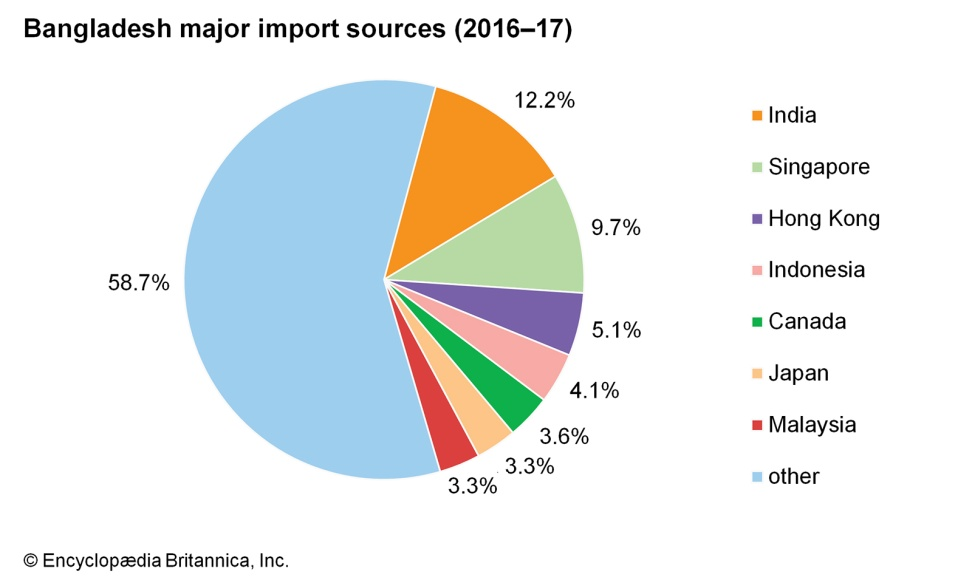 Bangladesh major import sources (2016–17)
12.2%
9.7%
5.1%
4.1%
3.6%
3.3%
3.3%
58.7%
India
Singapore
Hong Kong
Indonesia
Canada
Japan
Malaysia
other
© Encyclopædia Britannica, Inc.